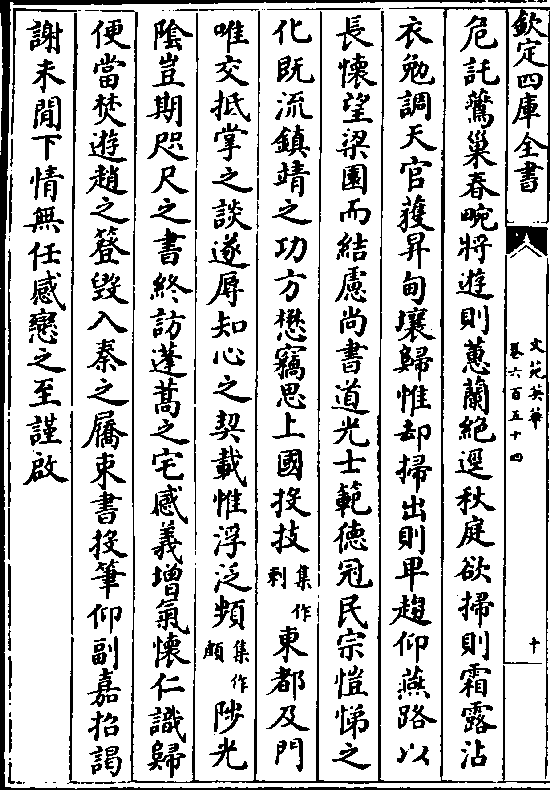 欽定四庫全書
文苑英華
卷六百五十四
十
危託鷰巢春畹將遊則蕙蘭絶逕秋庭欲掃則霜露沾
衣勉調天官獲昇甸壤歸惟却掃出則卑趨仰燕路以
長懷望梁園而結慮尚書道光士範德冠民宗愷悌之
化既流鎮靖之功方懋竊思上國投技集作刺東都及門
唯交抵掌之談遂辱知心之契載惟浮泛頻集作顧陟光
隂豈期咫尺之書終訪蓬蒿之宅感義增氣懷仁識歸
便當焚遊趙之簦毀入秦之屩束書投筆仰副嘉招謁
謝未間下情無任感戀之至謹啟